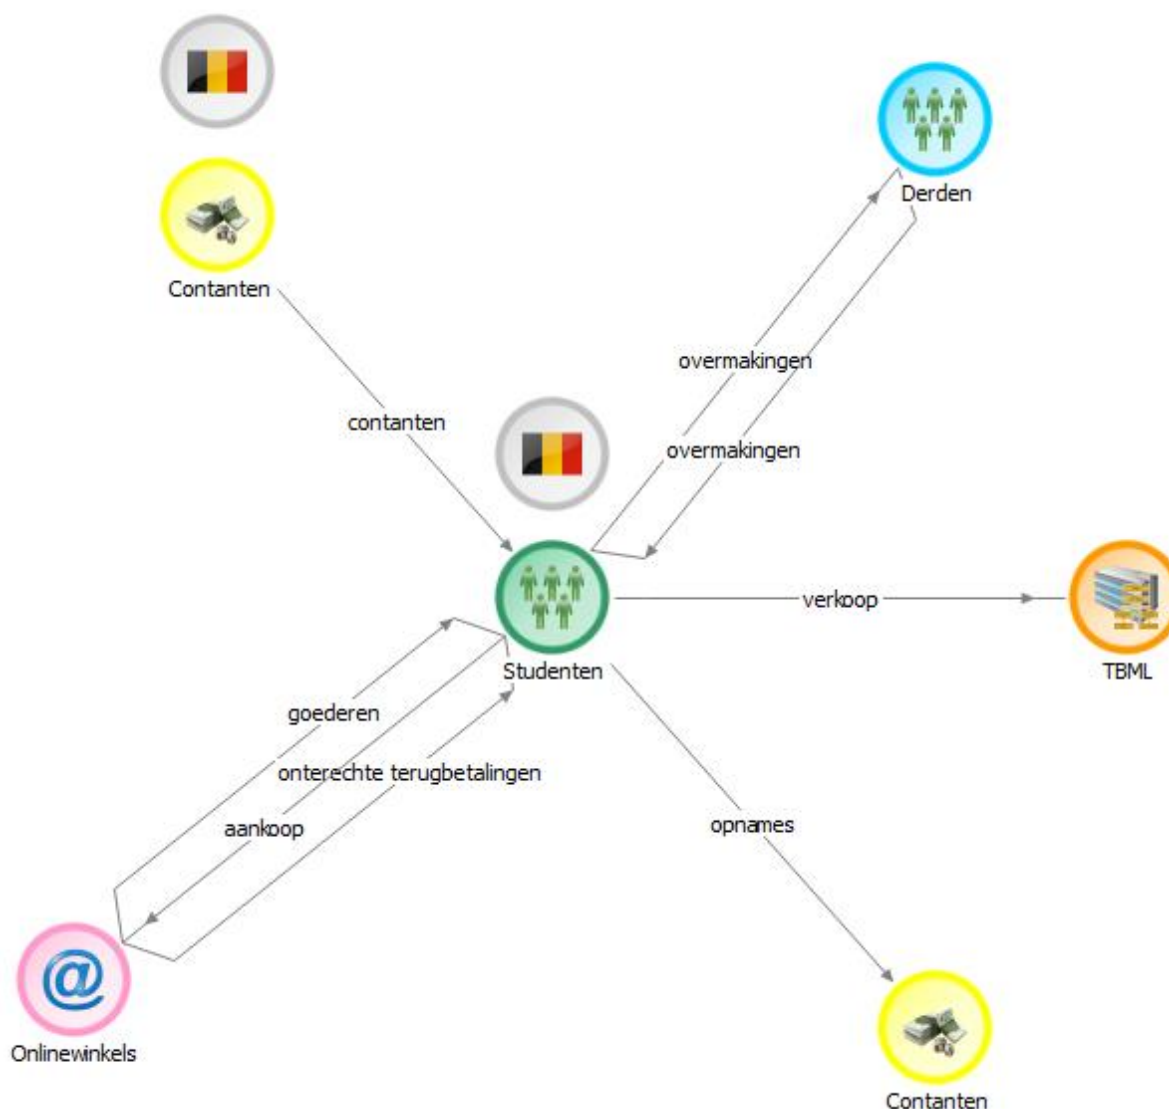 Derden
Contanten
overmakingen
contanten
overmakingen
verkoop
Studenten
TBML
goederen
onterechte terugbetalingen
aankoop
opnames
@
Onlinewinkels
Contanten